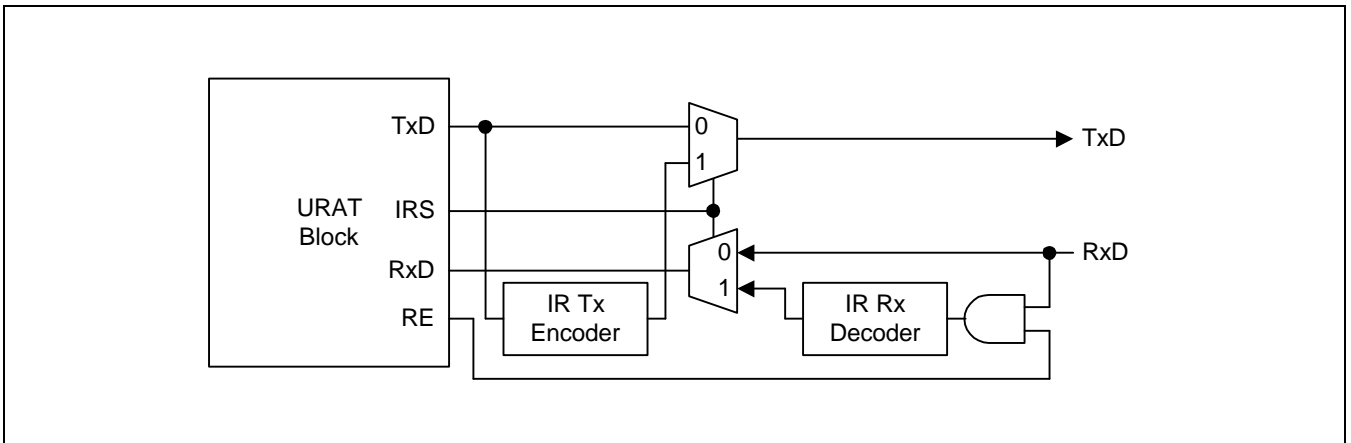 TxD
0
TxD
1
URAT
Block
IRS
RxD
0
RxD
1
RE
IR Tx
Encoder
IR Rx
Decoder